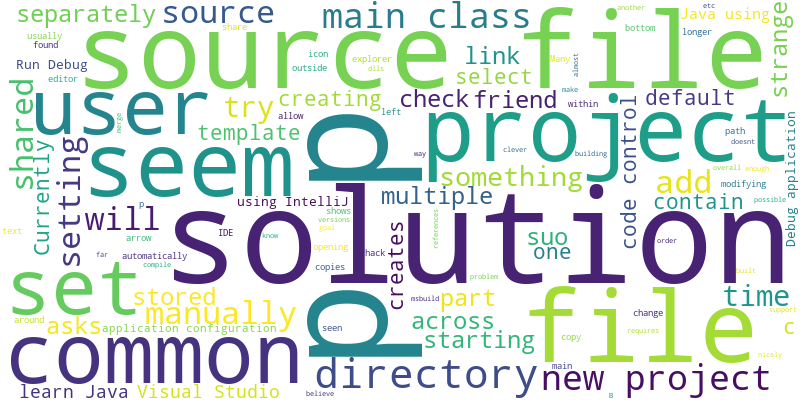 separately source main class Java using etc another
usually share strange
source file
found icon bottom longer
Run Debug outside link explorer Many almost
editor select dlls make
user try creating check friend within default
shared allow left
merge template d project path doesnt
way clever building Debug application
seem something code control overall enough
Currently setting add modifying
p using IntelliJ multiple contain possible
will shows suo
text arrow IDE versions creates references one order
solution
far automatically know goal hack
compile opening problem built
set stored copies msbuild part file time
manually d change support
around asks application configuration seen across copy requires c
starting nicely
common main
directory new project
learn Java Visual Studio believe B